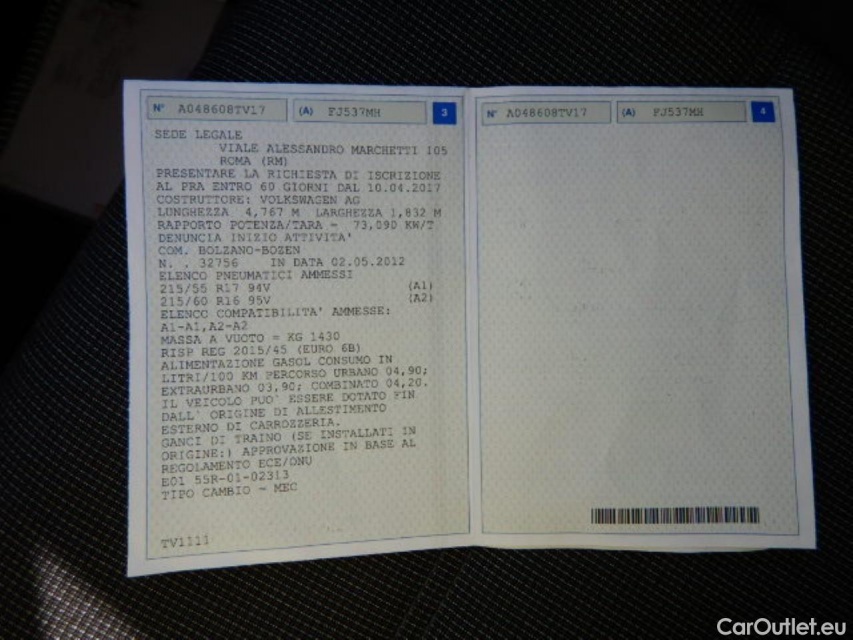 N° A048608TV17 (A) FJ537MH 3
SEDE LEGALE
VIALE ALESSANDRO MARCHETTI 105
ROMA (RM)
PRESENTARE LA RICHIESTA DI ISCRIZIONE
AL PRA ENTRO 60 GIORNI DAL 10.04.2017
COSTRUTTORE: VOLKSWAGEN AG
LUNGHEZZA 4,767 M LARGHEZZA 1,832 M
RAPPORTO POTENZA/TARA = 73,090 KW/T
DENUNCIA INIZIO ATTIVITA'
COM. BOLZANO-BOZEN
N. . 32756 IN DATA 02.05.2012
ELENCO PNEUMATICI AMMESSI
215/55 R17 94V (A1)
215/60 R16 95V (A2)
ELENCO COMPATIBILITA' AMMESSE:
A1-A1,A2-A2
MASSA A VUOTO = KG 1430
RISP REG 2015/45 (EURO 6B)
ALIMENTAZIONE GASOL CONSUMO IN
LITRI/100 KM PERCORSO URBANO 04,90;
EXTRAURBANO 03,90; COMBINATO 04,20.
IL VEICOLO PUO' ESSERE DOTATO FIN
DALL' ORIGINE DI ALLESTIMENTO
ESTERNO DI CARROZZERIA.
GANCI DI TRAINO (SE INSTALLATI IN
ORIGINE:) APPROVAZIONE IN BASE AL
REGOLAMENTO ECE/ONU
E01 55R-01-02313
TIPO CAMBIO - MEC
TV1111
N° A048608TV17 (A) FJ537MH 4
CarOutlet.eu